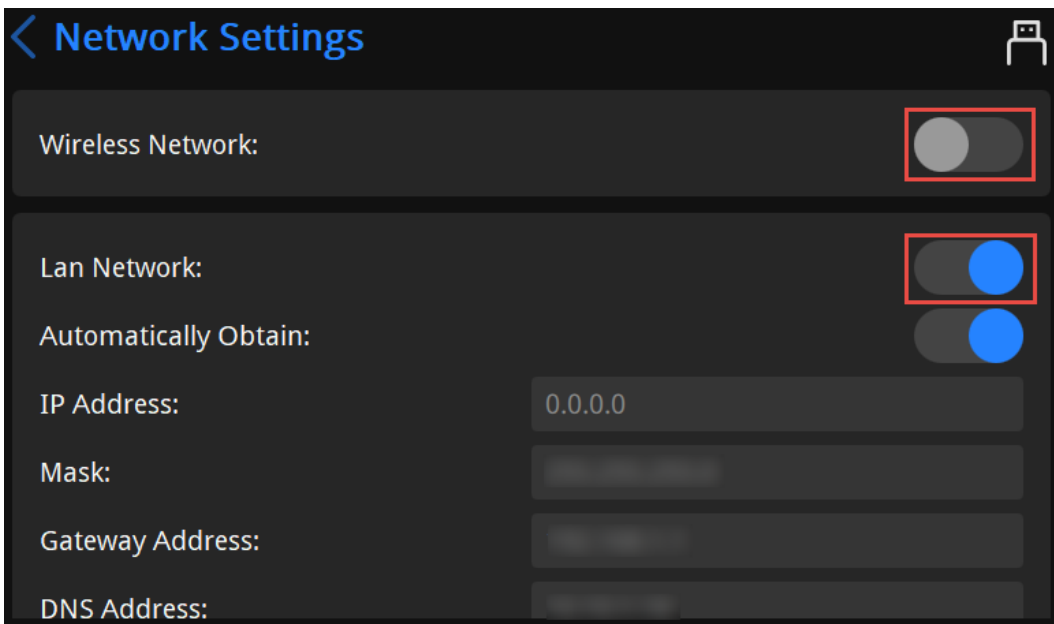 Network Settings
Wireless Network:
Lan Network:
Automatically Obtain:
IP Address: 0.0.0.0
Mask:
Gateway Address:
DNS Address: